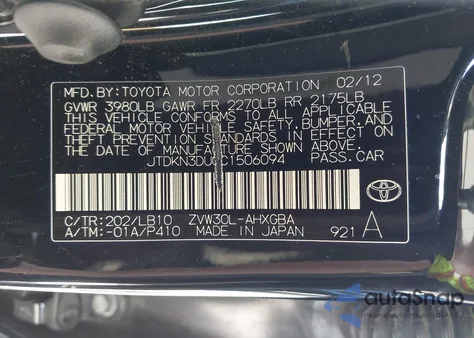 MFD.BY:TOYOTA MOTOR CORPORATION 02/12
GVWR 3980LB GAWR FR 2270LB RR 2175LB
THIS VEHICLE CONFORMS TO ALL APPLICABLE
FEDERAL MOTOR VEHICLE SAFETY,BUMPER,AND
THEFT PREVENTION STANDARDS IN EFFECT ON
THE DATE OF MANUFACTURE SHOWN ABOVE.
PASS.CAR
C/TR:202/LB10 ZVW30L-AHXGBA
A/TM:-01A/P410 MADE IN JAPAN 921 A
TOYOTA
autoSnap